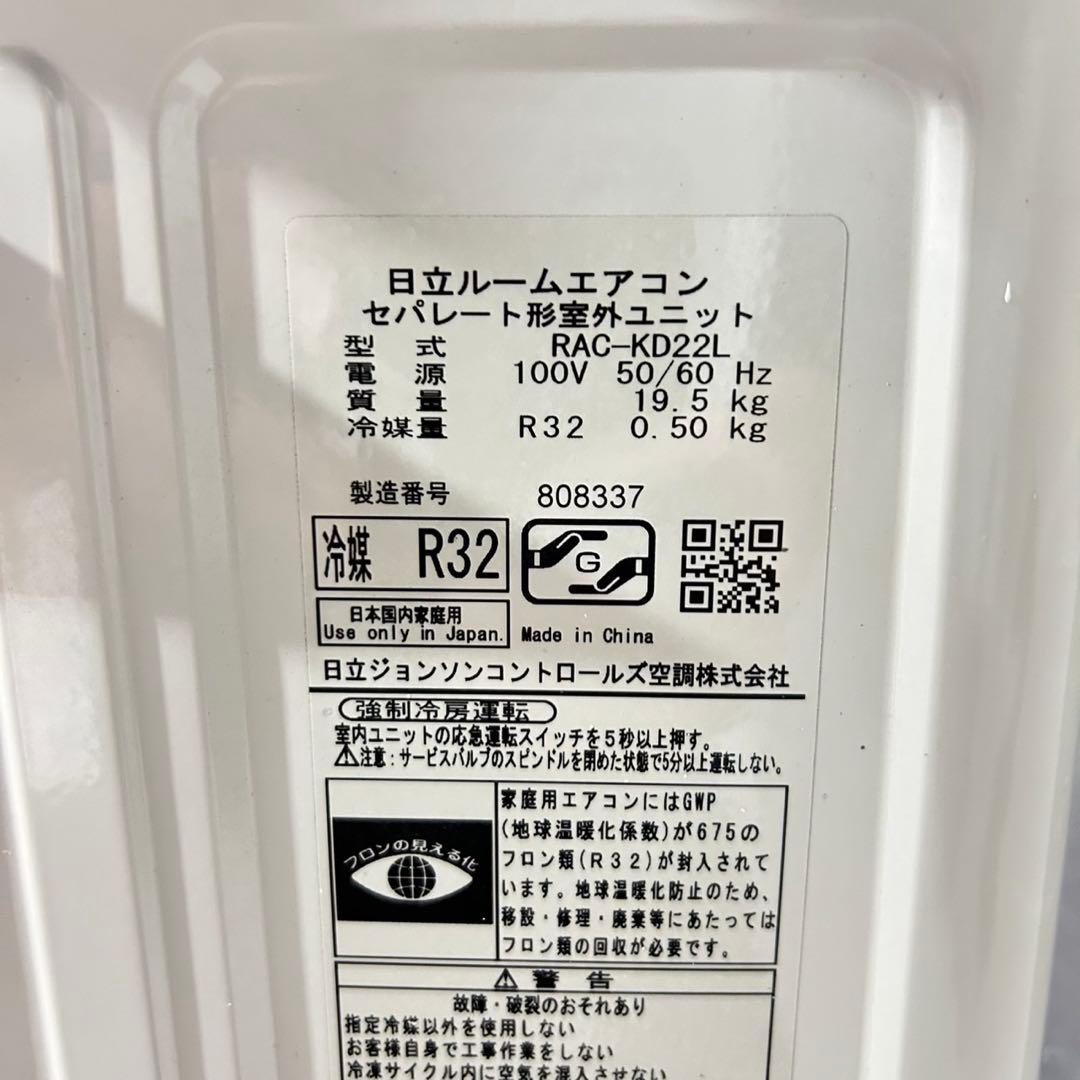 日立ルームエアコン
セパレート形室外ユニット
型 式 RAC-KD22L
電 源 100V 50/60 Hz
質 量 19.5 kg
冷媒量 R32 0.50 kg
製造番号 808337
冷媒 R32
G
日本国内家庭用
Use only in Japan.
Made in China
日立ジョンソンコントロールズ空調株式会社
強制冷房運転
室内ユニットの応急運転スイッチを5秒以上押す。
⚠注意:サービスバルブのスピンドルを閉めた状態で5分以上運転しない。
フロンの見える化
家庭用エアコンにはGWP
(地球温暖化係数)が675の
フロン類(R32)が封入されて
います。地球温暖化防止のため、
移設・修理・廃棄等にあたっては
フロン類の回収が必要です。
⚠警告
故障・破裂のおそれあり
指定冷媒以外を使用しない
お客様自身で工事作業をしない
冷凍サイクル内に空気を混入させない